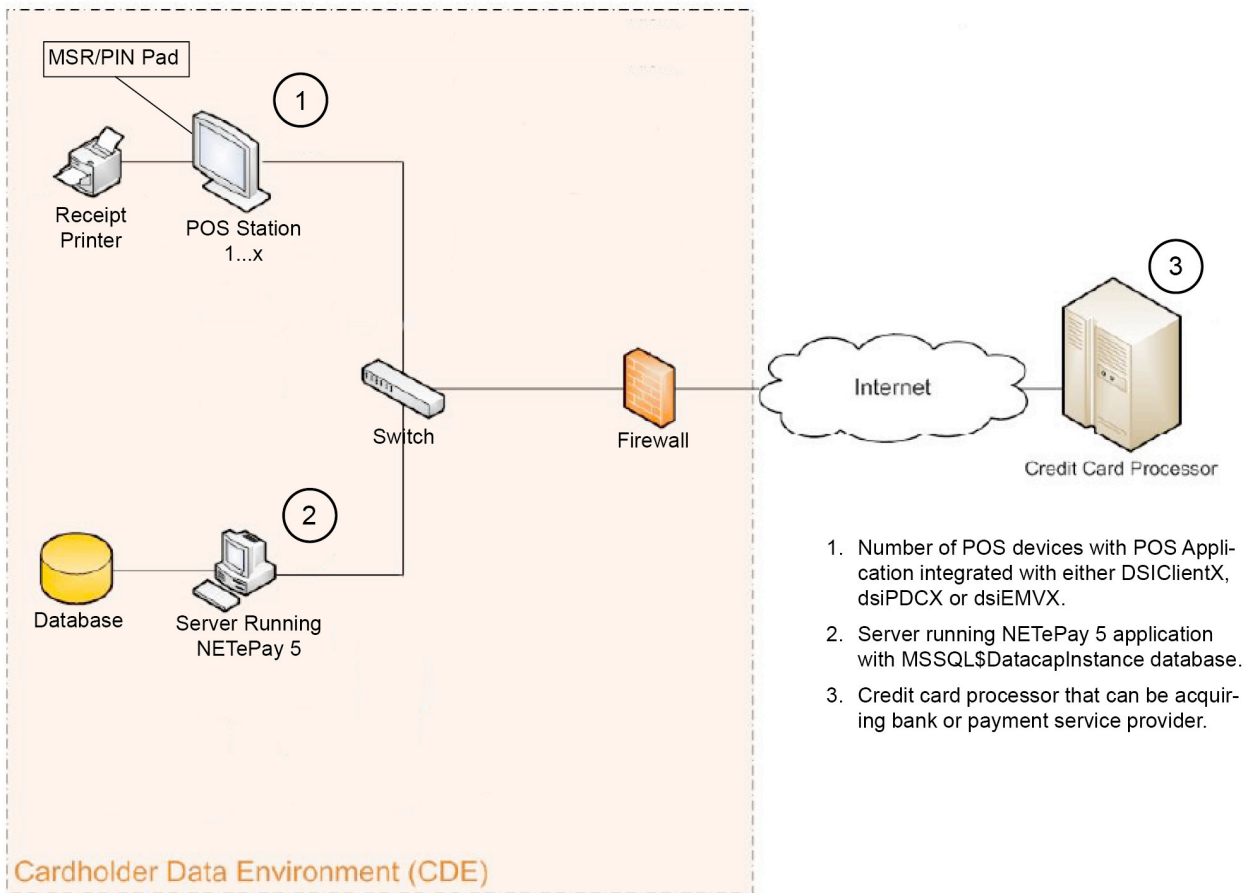 MSR/PIN Pad
1
Receipt
Printer
POS Station
1...x
3
Switch
Firewall
Internet
Credit Card Processor
2
Database
Server Running
NETePay 5
1. Number of POS devices with POS Appli-
cation integrated with either DSIClientX,
dsiPDCX or dsiEMVX.
2. Server running NETePay 5 application
with MSSQL$DatacapInstance database.
3. Credit card processor that can be acquir-
ing bank or payment service provider.
Cardholder Data Environment (CDE)